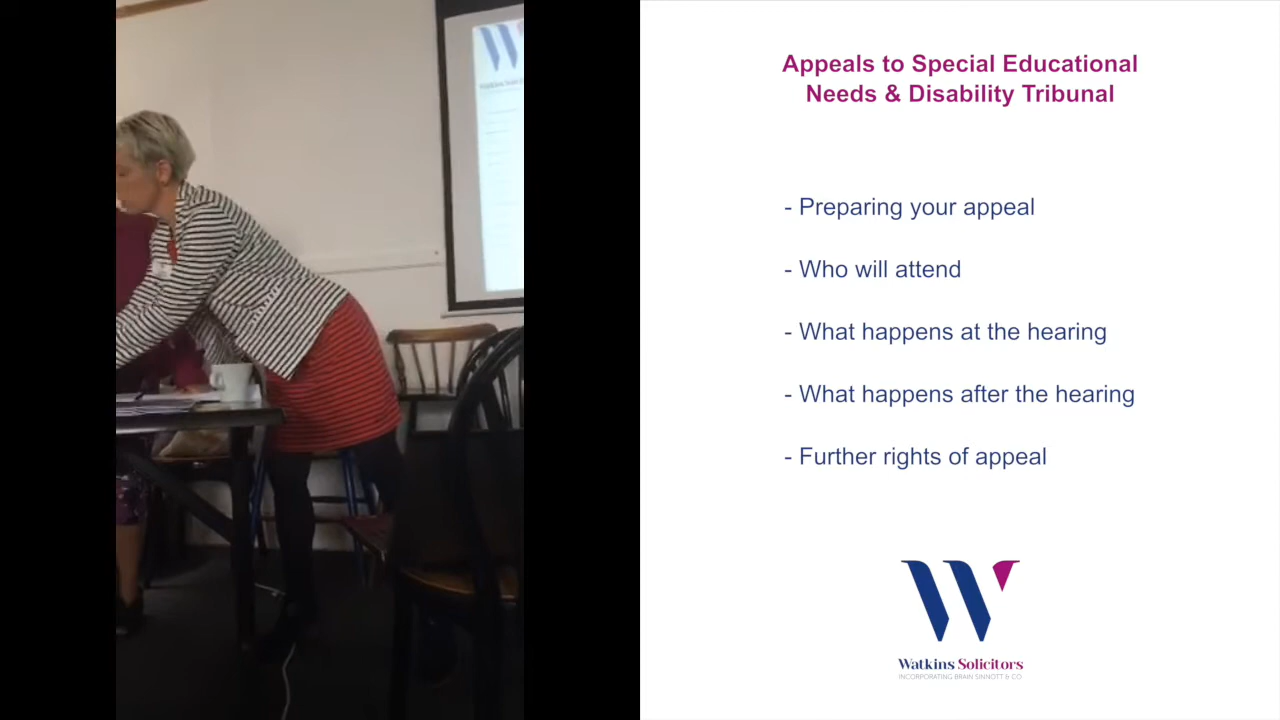 Appeals to Special Educational
Needs & Disability Tribunal
- Preparing your appeal
- Who will attend
- What happens at the hearing
- What happens after the hearing
- Further rights of appeal
W
Watkins Solicitors
INCORPORATING BRAIN SINNOTT & CO